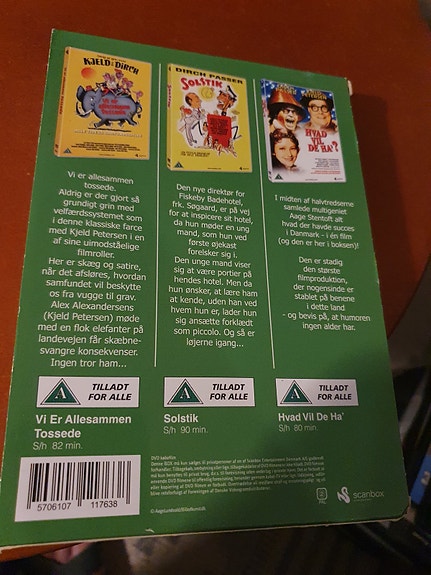 KJELD & DIRCH
Vi er
allesammen
tossede
DIRCH PASSER
SOLSTIK
HVAD
VIL
DE HA'?
Vi er allesammen
tossede.
Aldrig er der gjort så
grundigt grin med
velfærdssystemet som
i denne klassiske farce
med Kjeld Petersen i en
af sine uimodståelige
filmroller.
Her er skæg og satire,
når det afsløres, hvordan
samfundet vil beskytte
os fra vugge til grav.
Alex Alexandersens
(Kjeld Petersen) møde
med en flok elefanter på
landevejen får skæbne-
svangre konsekvenser.
Ingen tror ham...
Den nye direktør for
Fiskeby Badehotel,
frk. Søgaard, er på vej
for at inspicere sit hotel,
da hun møder en ung
mand, som hun ved
første øjekast
forelsker sig i.
Den unge mand viser
sig at være portier på
hendes hotel. Men da
hun ønsker, at lære ham
at kende, uden han ved
hvem hun er, lader hun
sig ansætte forklædt
som piccolo. Og så er
løjerne igang...
I midten af halvtredserne
samlede multigeniet
Aage Stentoft alt
hvad der havde succes
i Danmark - i én film
(og den er her i boksen)!
Den er stadig
den største
filmproduktion,
der nogensinde er
stablet på benene
i dette land
- og bevis på, at humoren
ingen alder har.
A TILLADT
FOR ALLE
Vi Er Allesammen
Tossede
S/h 82 min.
A TILLADT
FOR ALLE
Solstik
S/h 90 min.
A TILLADT
FOR ALLE
Hvad Vil De Ha'
S/h 80 min.
5706107 117638
2
PAL
scanbox